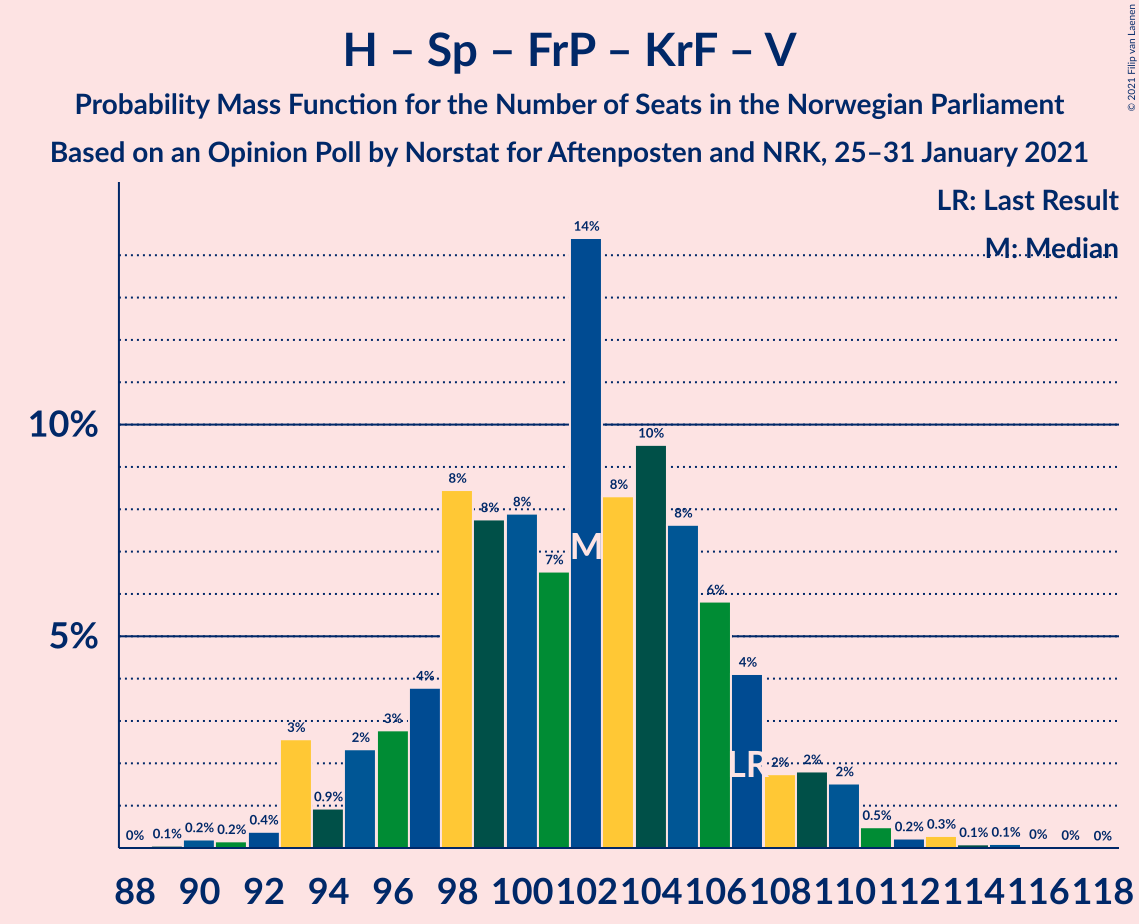 H – Sp – FrP – KrF – V
Probability Mass Function for the Number of Seats in the Norwegian Parliament
Based on an Opinion Poll by Norstat for Aftenposten and NRK, 25–31 January 2021
© 2021 Filip van Laenen
LR: Last Result
M: Median
10%
5%
0% 0.1% 0.2% 0.2% 0.4% 3% 0.9% 2% 3% 4% 8% 8% 8% 7% 14% 8% 10% 8% 6% 4% 2% 2% 2% 0.5% 0.2% 0.3% 0.1% 0.1% 0% 0% 0%
M
LR
88 90 92 94 96 98 100 102 104 106 108 110 112 114 116 118